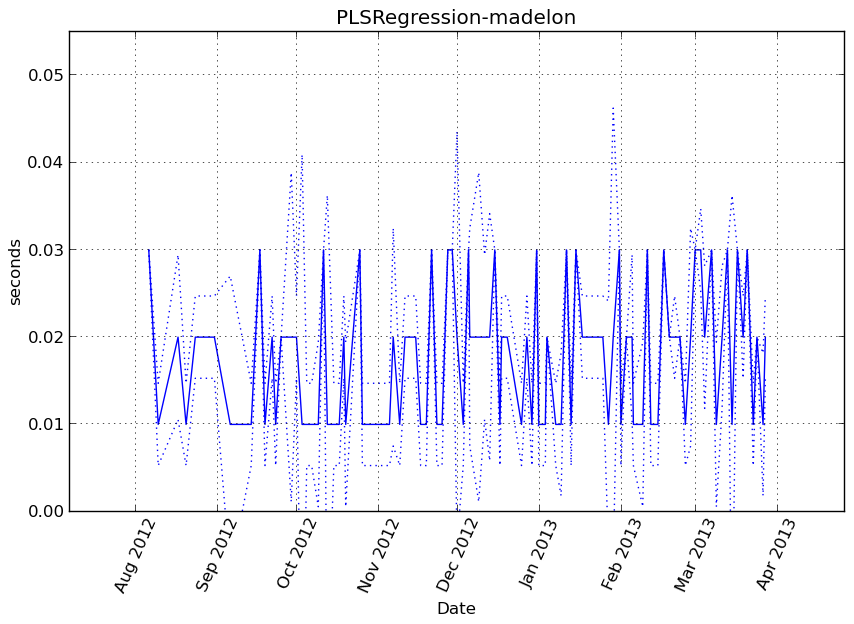 PLSRegression-madelon
0.05
0.04
0.03
0.02
0.01
0.00
seconds
Aug 2012
Sep 2012
Oct 2012
Nov 2012
Dec 2012
Jan 2013
Feb 2013
Mar 2013
Apr 2013
Date